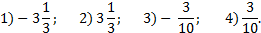 1) − 3 1/3; 2) 3 1/3; 3) − 3/10; 4) 3/10.